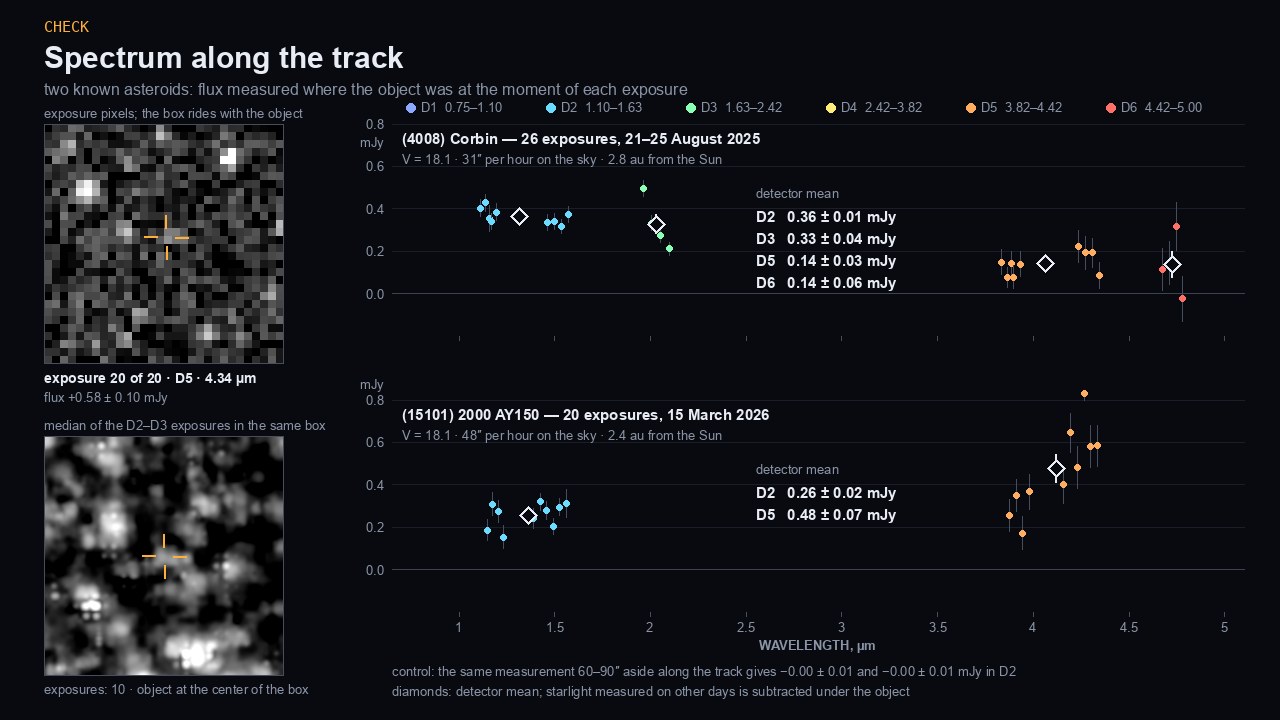 CHECK
Spectrum along the track
two known asteroids: flux measured where the object was at the moment of each exposure
exposure pixels; the box rides with the object
D1 0.75–1.10 D2 1.10–1.63 D3 1.63–2.42 D4 2.42–3.82 D5 3.82–4.42 D6 4.42–5.00
0.8
mJy
0.6
0.4
0.2
0.0
(4008) Corbin — 26 exposures, 21–25 August 2025
V = 18.1 · 31″ per hour on the sky · 2.8 au from the Sun
detector mean
D2 0.36 ± 0.01 mJy
D3 0.33 ± 0.04 mJy
D5 0.14 ± 0.03 mJy
D6 0.14 ± 0.06 mJy
exposure 20 of 20 · D5 · 4.34 µm
flux +0.58 ± 0.10 mJy
median of the D2–D3 exposures in the same box
exposures: 10 · object at the center of the box
mJy
0.8
0.6
0.4
0.2
0.0
(15101) 2000 AY150 — 20 exposures, 15 March 2026
V = 18.1 · 48″ per hour on the sky · 2.4 au from the Sun
detector mean
D2 0.26 ± 0.02 mJy
D5 0.48 ± 0.07 mJy
1 1.5 2 2.5 3 3.5 4 4.5 5
WAVELENGTH, µm
control: the same measurement 60–90″ aside along the track gives −0.00 ± 0.01 and −0.00 ± 0.01 mJy in D2
diamonds: detector mean; starlight measured on other days is subtracted under the object